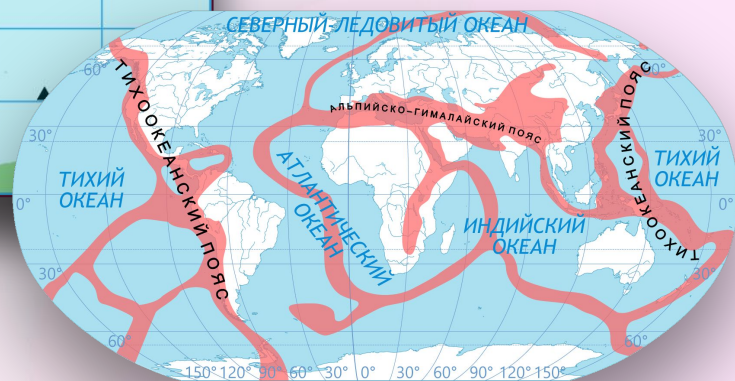 СЕВЕРНЫЙ-ЛЕДОВИТЫЙ ОКЕАН
60°
60°
ТИХООКЕАНСКИЙ ПОЯС
АЛЬПИЙСКО-ГИМАЛАЙСКИЙ ПОЯС
ТИХООКЕАНСКИЙ ПОЯС
30°
30°
ТИХИЙ
ОКЕАН
АТЛАНТИЧЕСКИЙ
ОКЕАН
ИНДИЙСКИЙ
ОКЕАН
ТИХИЙ
ОКЕАН
0°
0°
30°
30°
60°
60°
150° 120° 90° 60° 30° 0° 30° 60° 90° 120° 150°